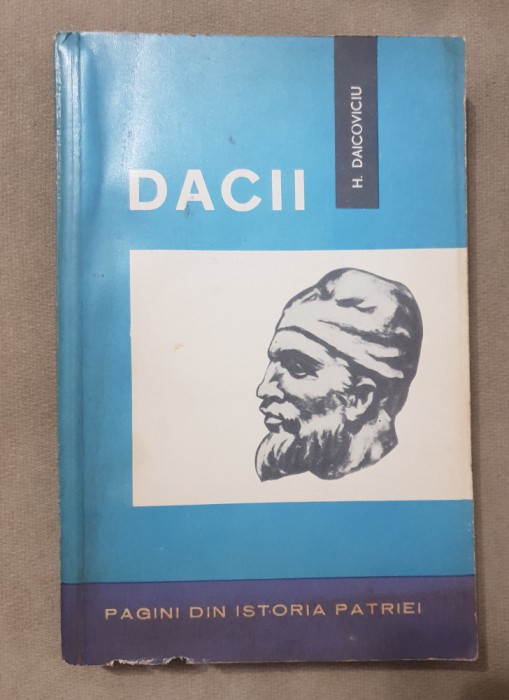 H. DAICOVICIU
DACII
PAGINI DIN ISTORIA PATRIEI